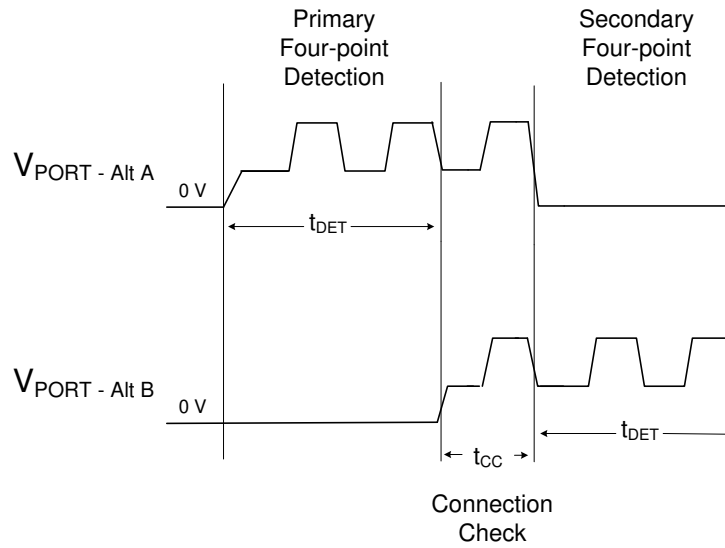 Primary
Four-point
Detection
Secondary
Four-point
Detection
VPORT - Alt A
0 V
tDET
VPORT - Alt B
0 V
tDET
tCC
Connection
Check